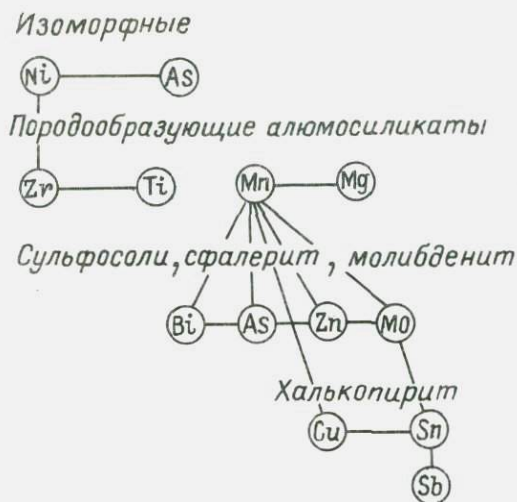 Изоморфные
Ni As
Породообразующие алюмосиликаты
Zr Ti Mn Mg
Сульфосоли, сфалерит, молибденит
Bi As Zn Mo
Халькопирит
Cu Sn
Sb